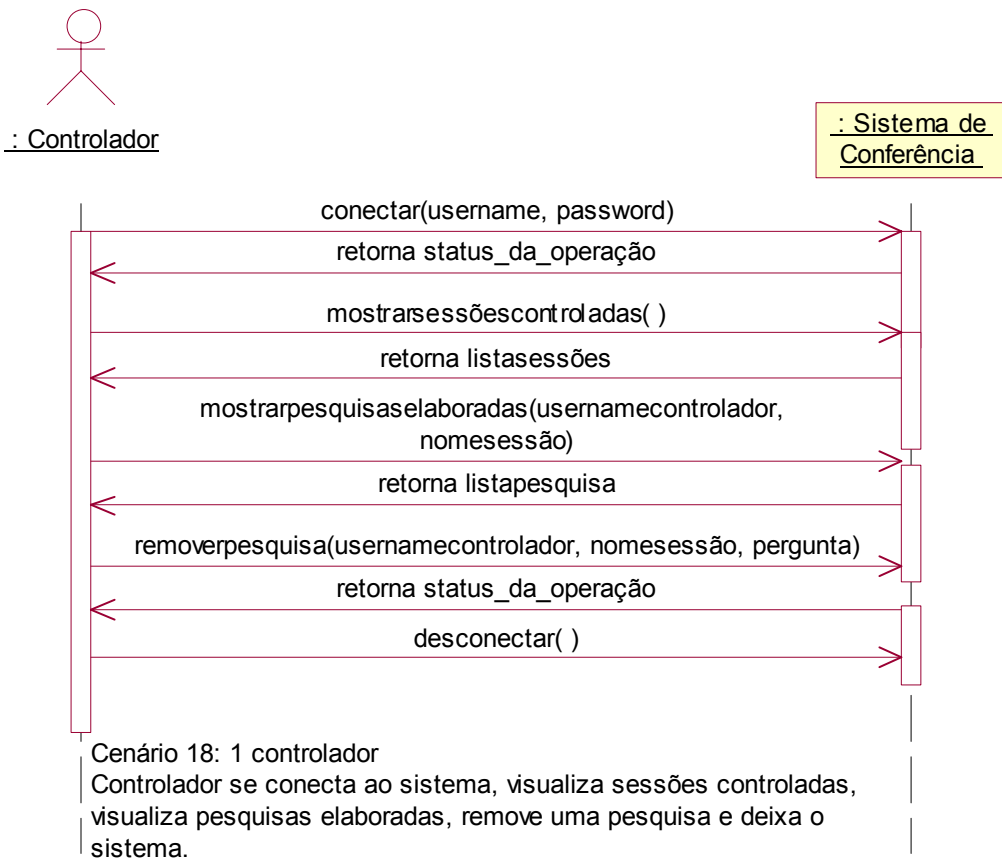 : Controlador
: Sistema de
Conferência
conectar(username, password)
retorna status_da_operação
mostrarsessõescontroladas( )
retorna listasessões
mostrarpesquisaselaboradas(usernamecontrolador,
nomesessão)
retorna listapesquisa
removerpesquisa(usernamecontrolador, nomesessão, pergunta)
retorna status_da_operação
desconectar( )
Cenário 18: 1 controlador
Controlador se conecta ao sistema, visualiza sessões controladas,
visualiza pesquisas elaboradas, remove uma pesquisa e deixa o
sistema.